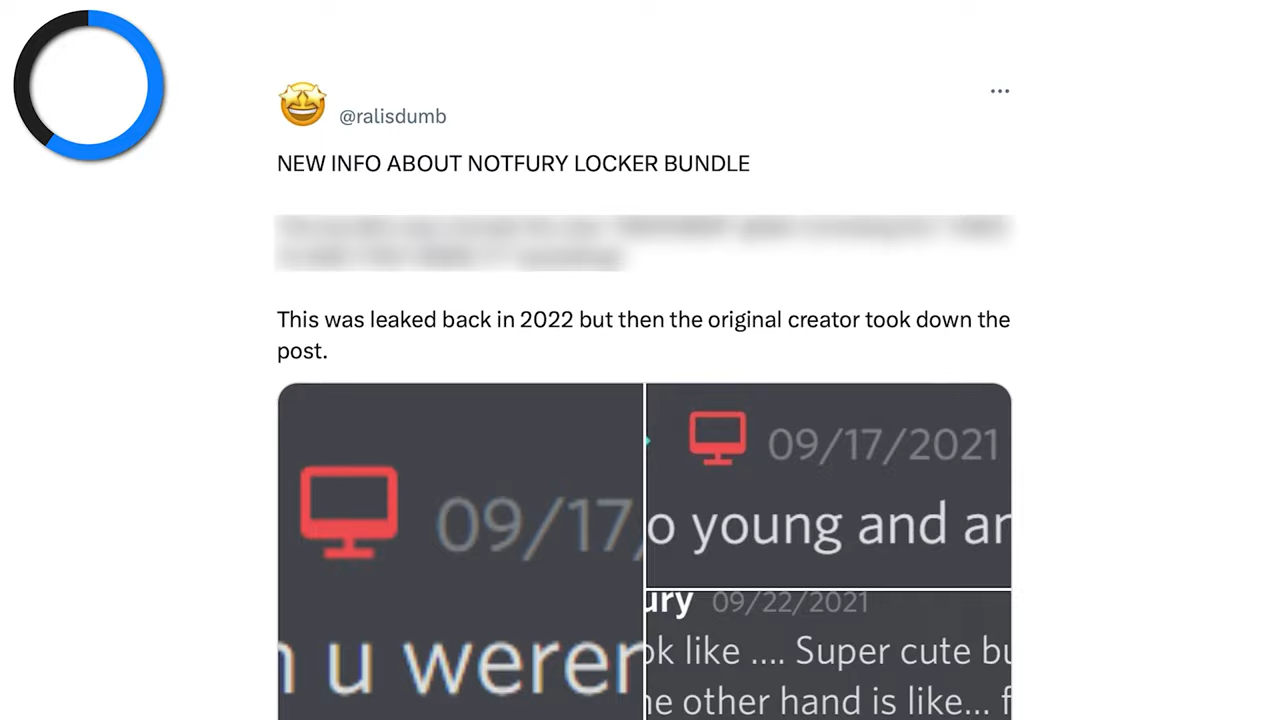 @ralisdumb
NEW INFO ABOUT NOTFURY LOCKER BUNDLE
This was leaked back in 2022 but then the original creator took down the
post.
09/17/
u weren
09/17/2021
o young and ar
ury 09/22/2021
ok like .... Super cute bu
he other hand is like... f